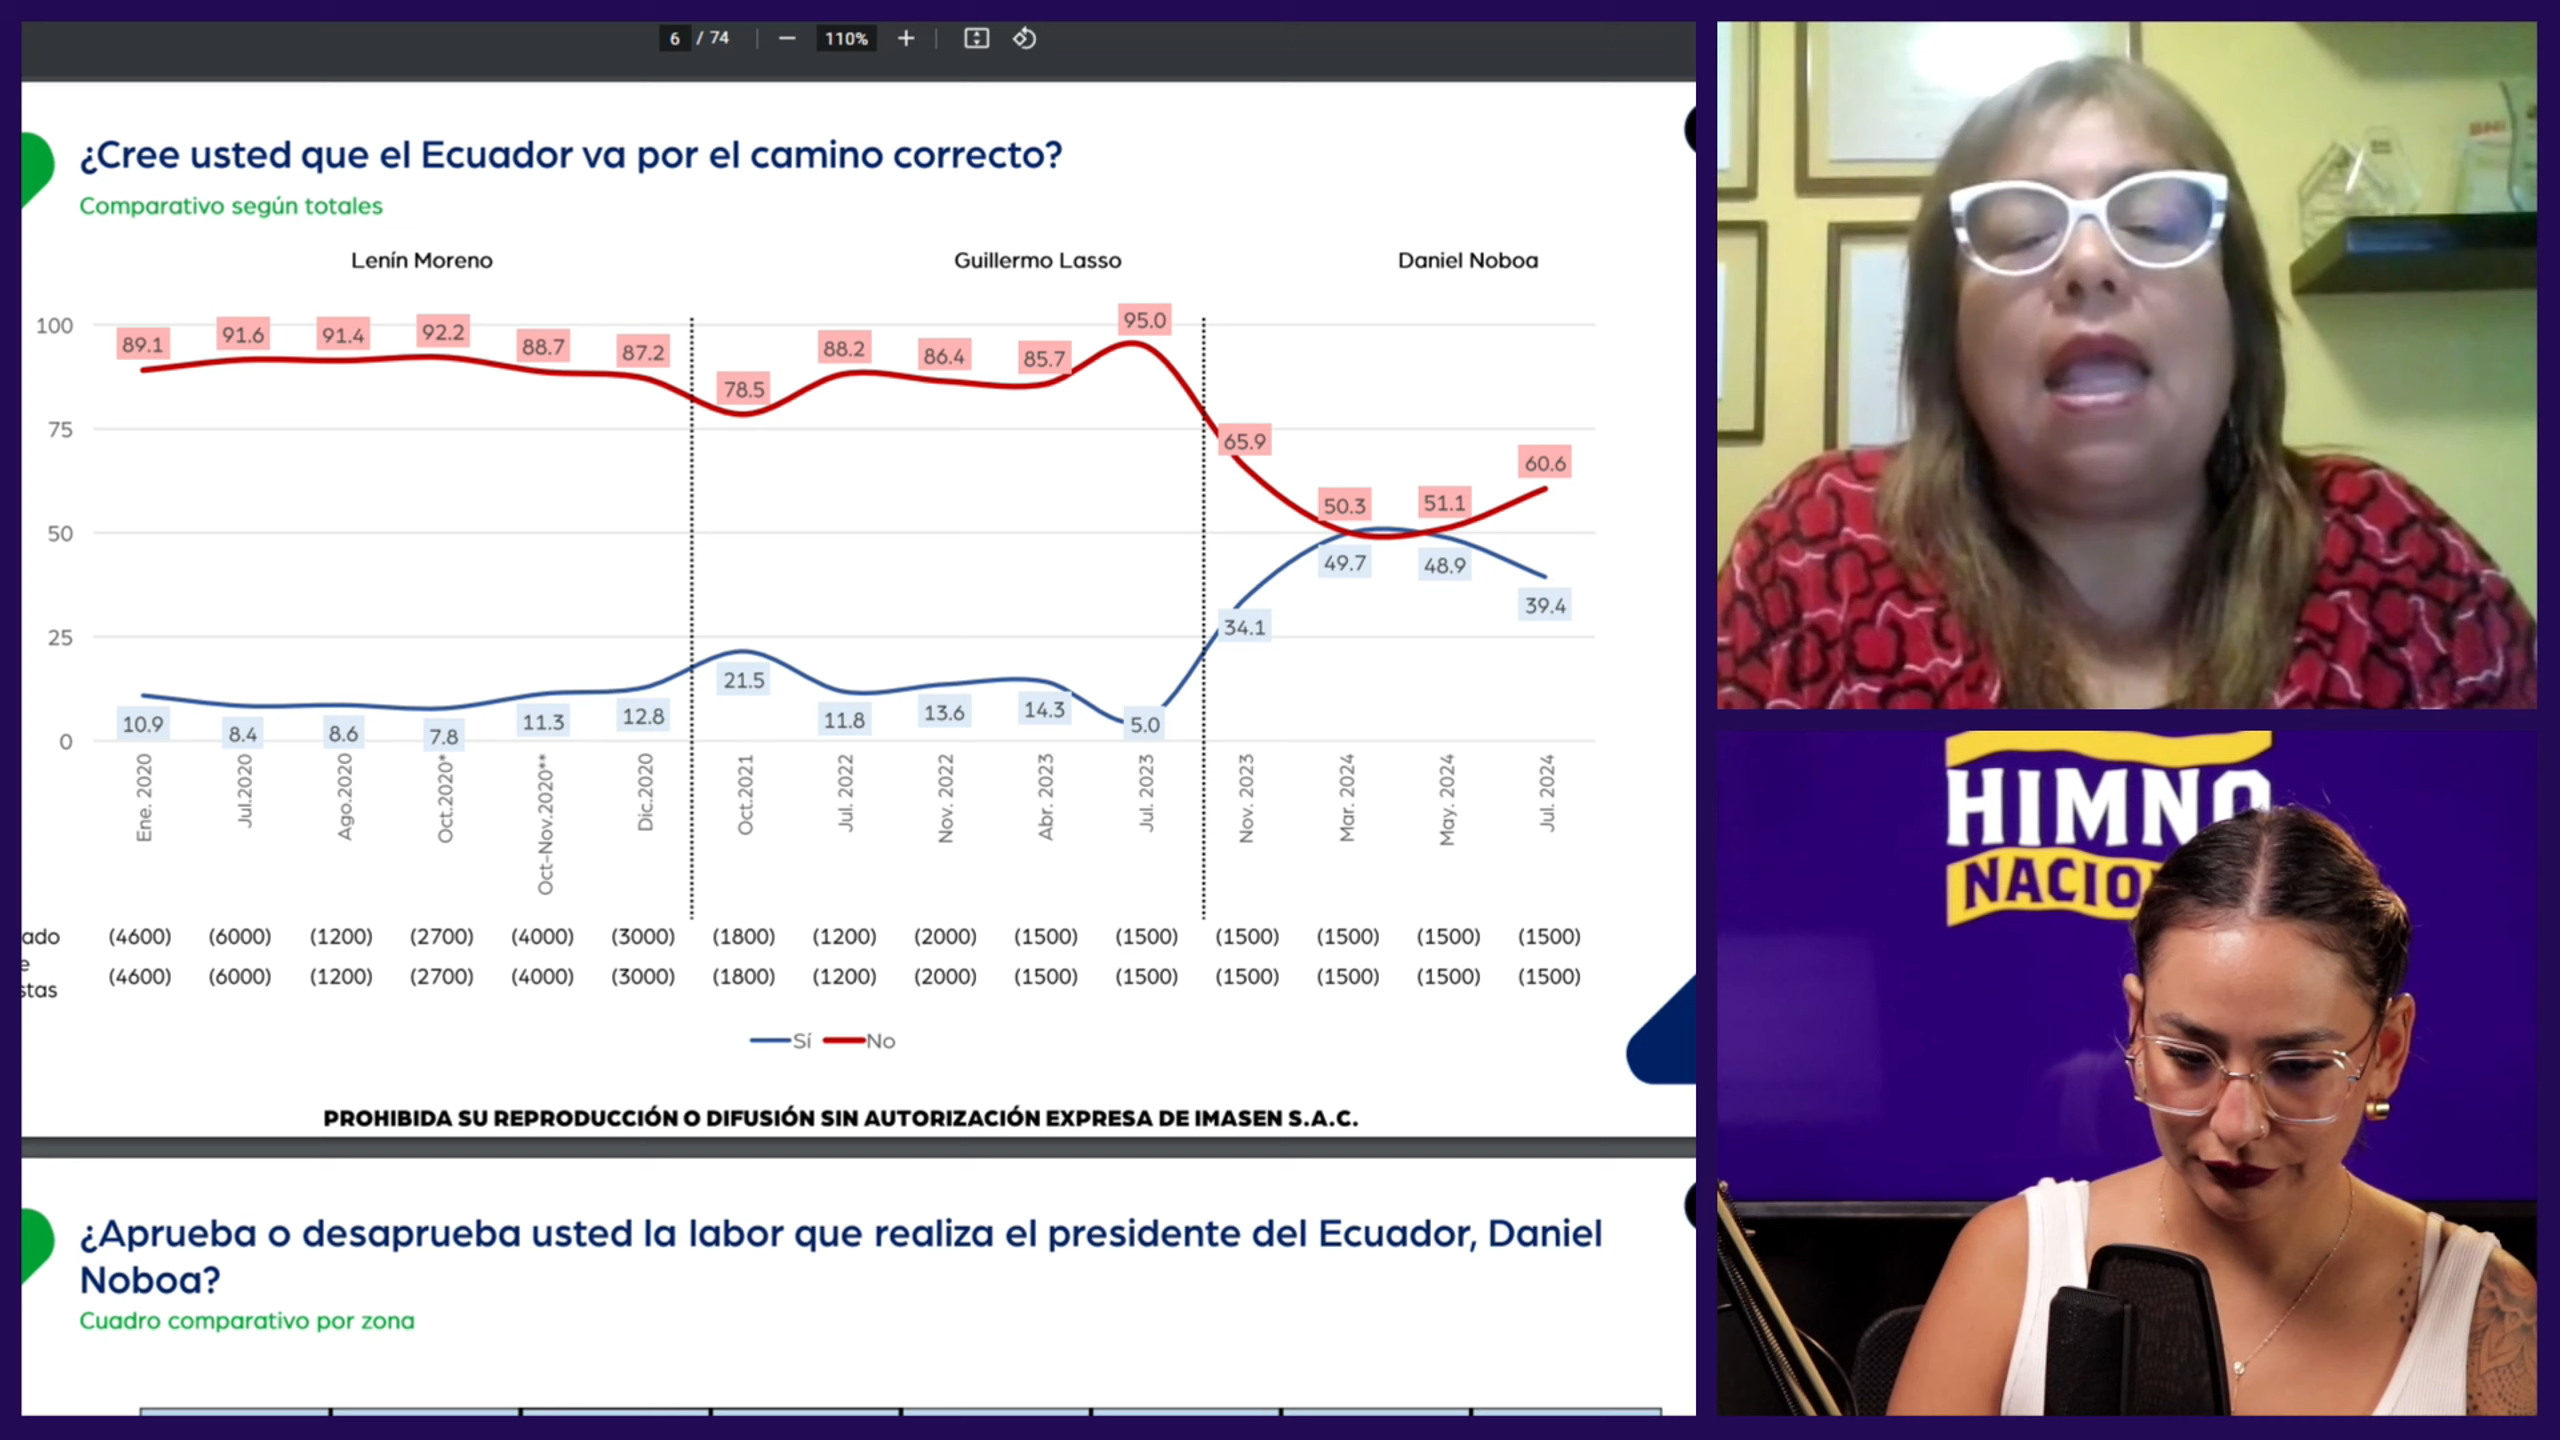 6 / 74 — 110% +
¿Cree usted que el Ecuador va por el camino correcto?
Comparativo según totales
Lenín Moreno Guillermo Lasso Daniel Noboa
100
75
50
25
0
89.1 91.6 91.4 92.2 88.7 87.2 78.5 88.2 86.4 85.7 95.0 65.9 50.3 51.1 60.6
10.9 8.4 8.6 7.8 11.3 12.8 21.5 11.8 13.6 14.3 5.0 34.1 49.7 48.9 39.4
Ene. 2020 Jul.2020 Ago.2020 Oct.2020* Oct-Nov.2020** Dic.2020 Oct.2021 Jul. 2022 Nov. 2022 Abr. 2023 Jul. 2023 Nov. 2023 Mar. 2024 May. 2024 Jul. 2024
ado (4600) (6000) (1200) (2700) (4000) (3000) (1800) (1200) (2000) (1500) (1500) (1500) (1500) (1500) (1500)
e
stas (4600) (6000) (1200) (2700) (4000) (3000) (1800) (1200) (2000) (1500) (1500) (1500) (1500) (1500) (1500)
Sí No
PROHIBIDA SU REPRODUCCIÓN O DIFUSIÓN SIN AUTORIZACIÓN EXPRESA DE IMASEN S.A.C.
¿Aprueba o desaprueba usted la labor que realiza el presidente del Ecuador, Daniel
Noboa?
Cuadro comparativo por zona
BNI
HIMNO
NACIO